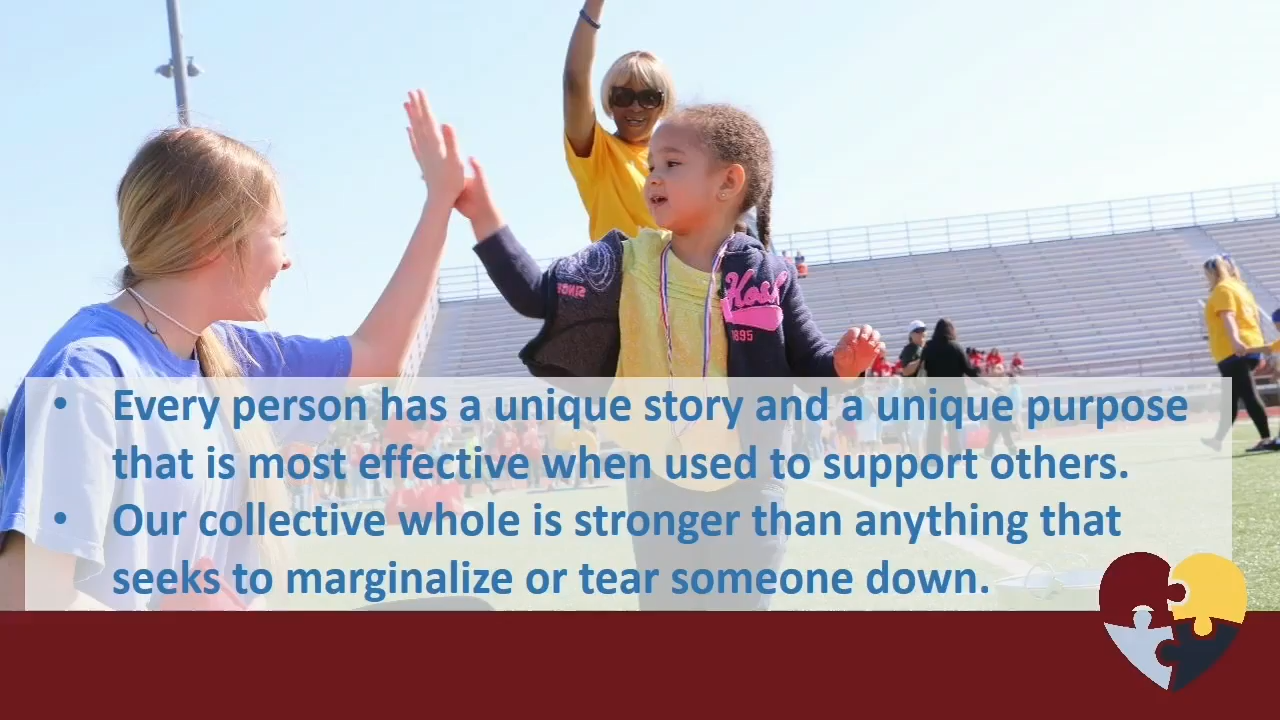 • Every person has a unique story and a unique purpose
that is most effective when used to support others.
• Our collective whole is stronger than anything that
seeks to marginalize or tear someone down.
1895